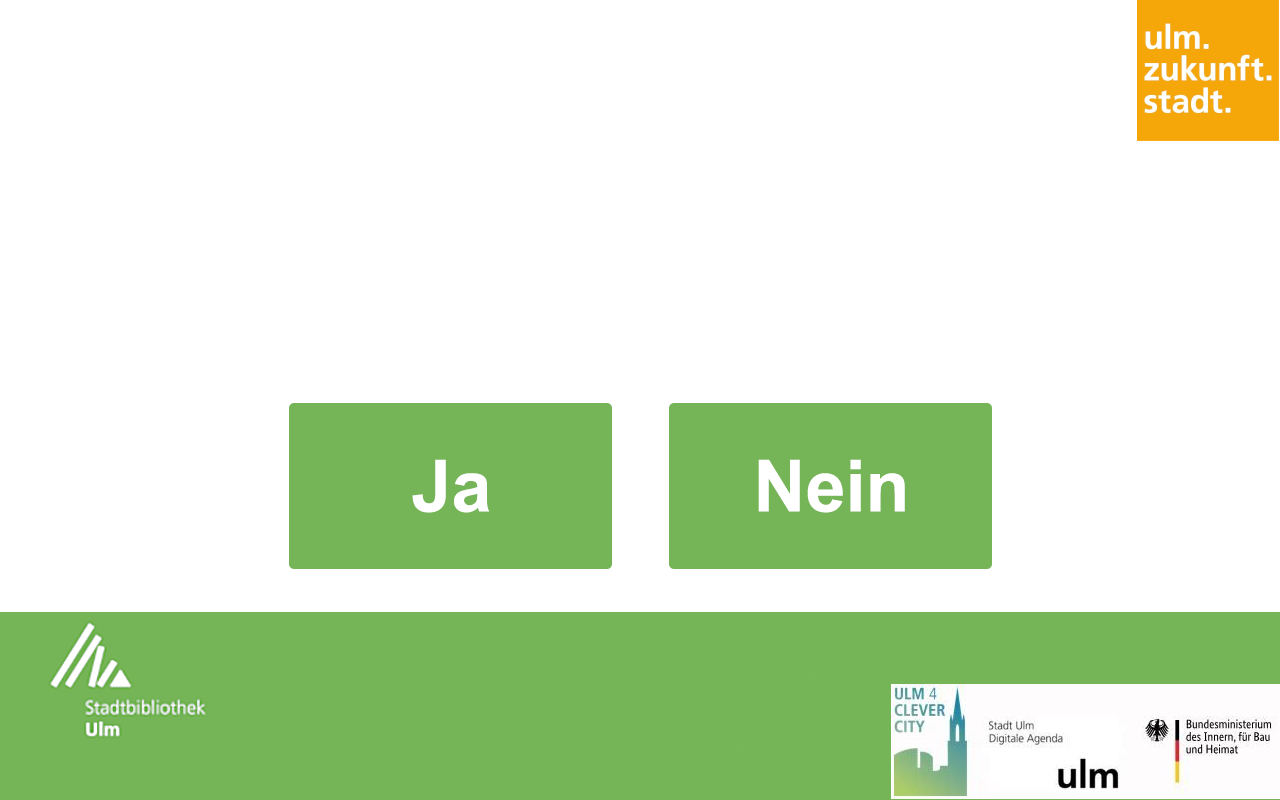 ulm.
zukunft.
stadt.
Ja
Nein
Stadtbibliothek
Ulm
ULM 4
CLEVER
CITY
Stadt Ulm
Digitale Agenda
ulm
Bundesministerium
des Innern, für Bau
und Heimat